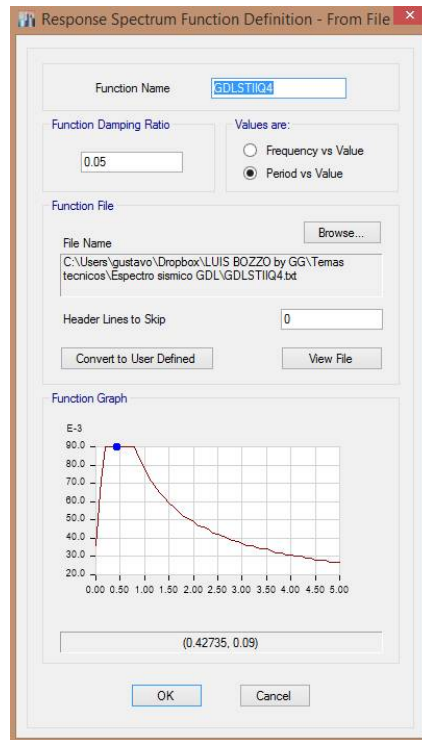 Response Spectrum Function Definition - From File
Function Name
GDLSTIIQ4
Function Damping Ratio
0.05
Values are:
Frequency vs Value
Period vs Value
Function File
Browse...
File Name
C:\Users\gustavo\Dropbox\LUIS BOZZO by GG\Temas
tecnicos\Espectro sismico GDL\GDLSTIIQ4.txt
Header Lines to Skip
0
Convert to User Defined
View File
Function Graph
E-3
90.0
80.0
70.0
60.0
50.0
40.0
30.0
20.0
0.00 0.50 1.00 1.50 2.00 2.50 3.00 3.50 4.00 4.50 5.00
(0.42735, 0.09)
OK
Cancel